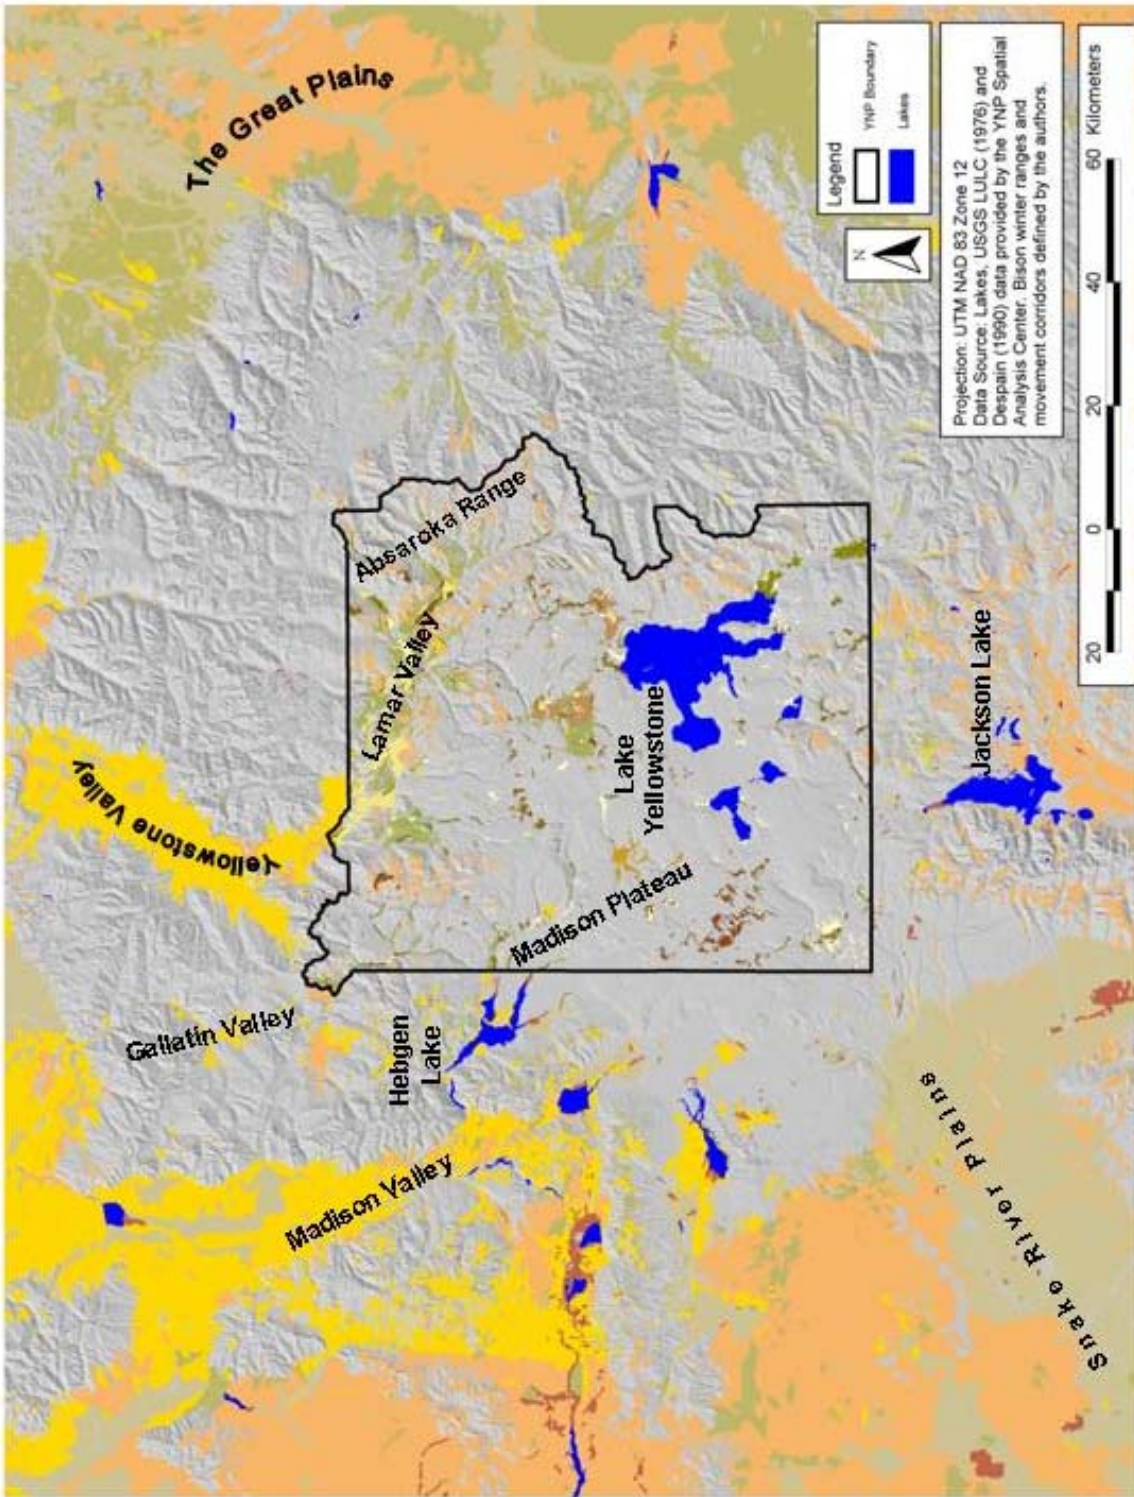 The Great Plains
Yellowstone Valley
Gallatin Valley
Madison Valley
Absaroka Range
Lamar Valley
Hebgen
Lake
Madison Plateau
Lake
Yellowstone
Jackson Lake
Snake River Plains
Legend
YNP Boundary
Lakes
N
Projection: UTM NAD 83 Zone 12
Data Source: Lakes, USGS LULC (1976) and
Despain (1990) data provided by the YNP Spatial
Analysis Center. Bison winter ranges and
movement corridors defined by the authors.
20 0 20 40 60 Kilometers